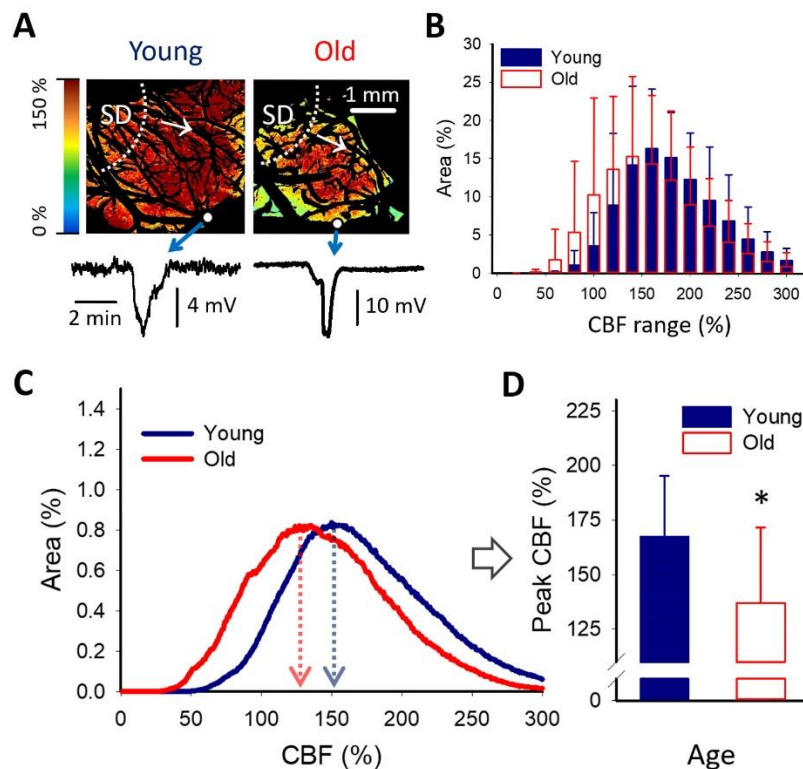 A
Young
Old
150 %
0 %
SD
SD
1 mm
2 min
4 mV
10 mV
B
Young
Old
Area (%)
30
25
20
15
10
5
0
0 50 100 150 200 250 300
CBF range (%)
C
Young
Old
Area (%)
1.4
1.2
1.0
0.8
0.6
0.4
0.2
0.0
0 50 100 150 200 250 300
CBF (%)
D
Young
Old
Peak CBF (%)
225
200
175
150
125
0
*
Age